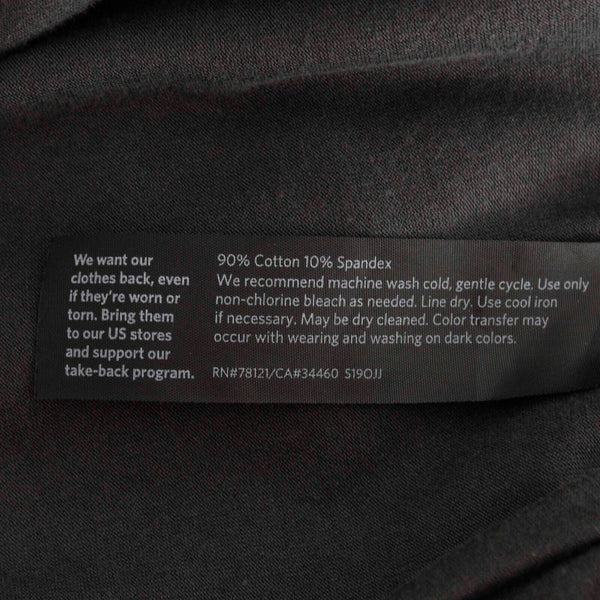 We want our
clothes back, even
if they're worn or
torn. Bring them
to our US stores
and support our
take-back program.
90% Cotton 10% Spandex
We recommend machine wash cold, gentle cycle. Use only
non-chlorine bleach as needed. Line dry. Use cool iron
if necessary. May be dry cleaned. Color transfer may
occur with wearing and washing on dark colors.
RN#78121/CA#34460 S19OJJ